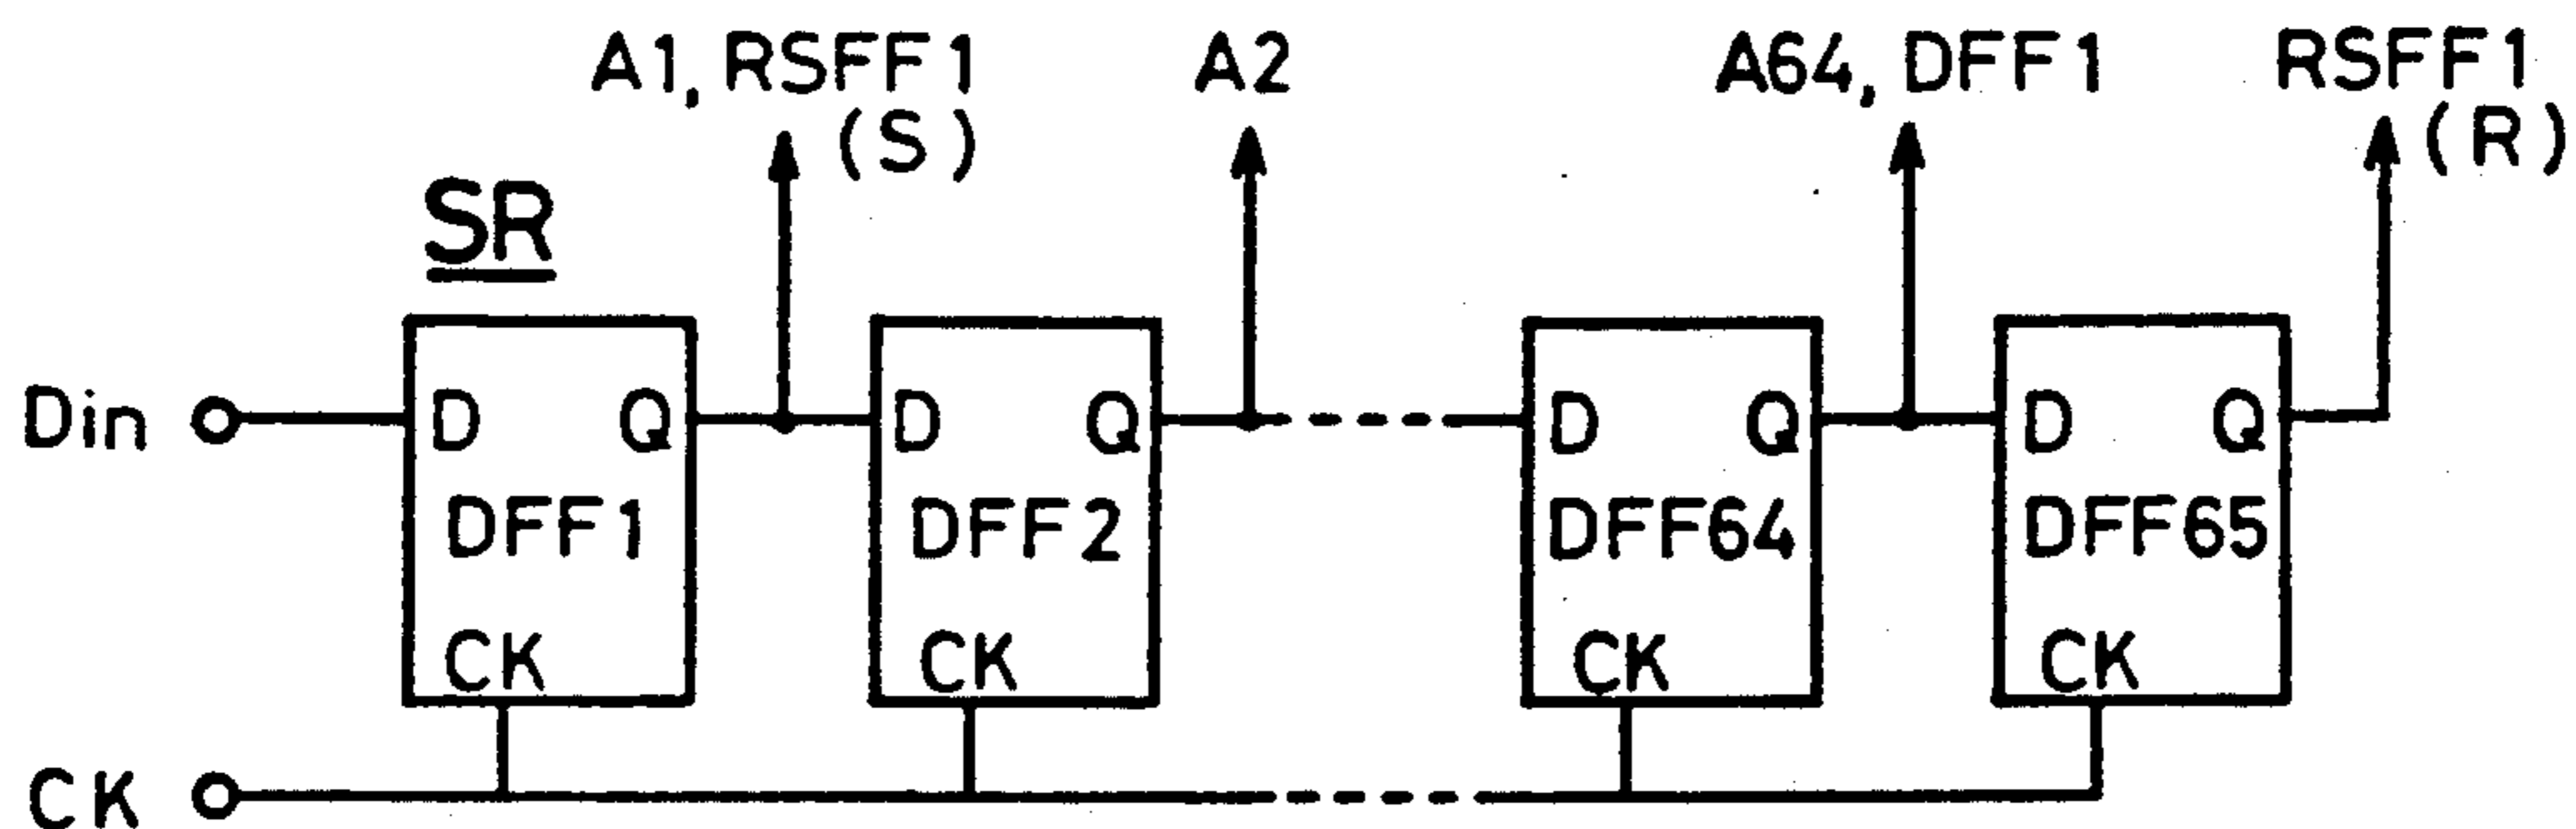 A1, RSFF1
(S)
A2
A64, DFF1
RSFF1
(R)
SR
Din
D Q
DFF1
CK
D Q
DFF2
CK
D Q
DFF64
CK
D Q
DFF65
CK
CK